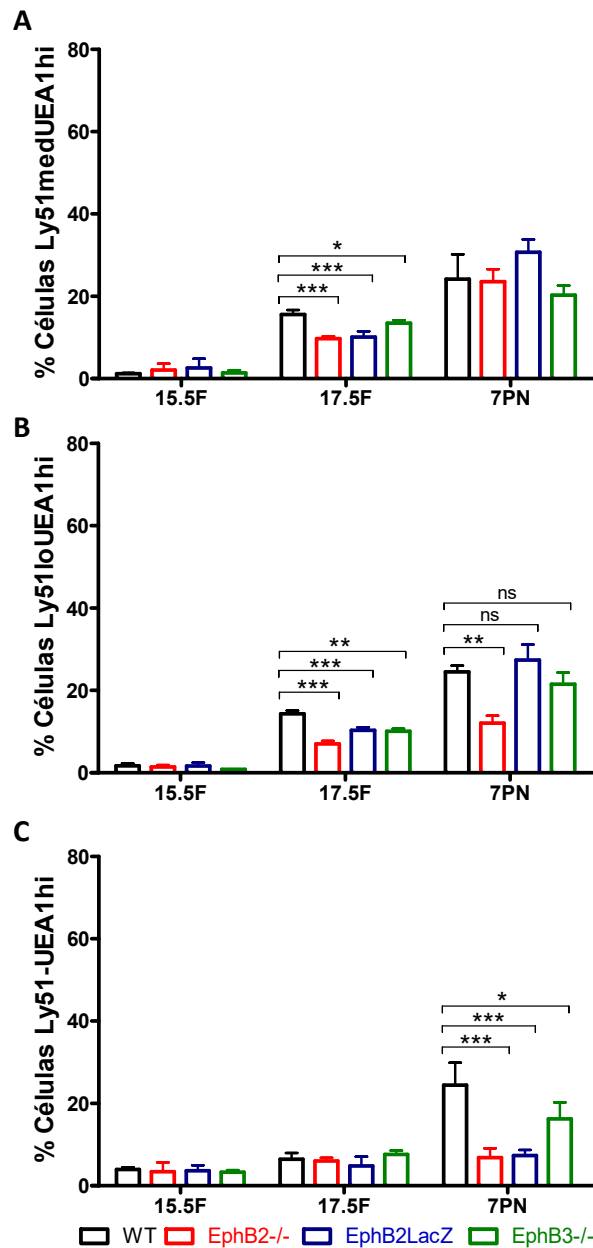 A
% Células Ly51medUEA1hi
80
60
40
20
0
*
***
***
15.5F 17.5F 7PN
B
% Células Ly51loUEA1hi
80
60
40
20
0
**
***
***
ns
ns
**
15.5F 17.5F 7PN
C
% Células Ly51-UEA1hi
80
60
40
20
0
*
***
***
15.5F 17.5F 7PN
WT EphB2-/- EphB2LacZ EphB3-/-